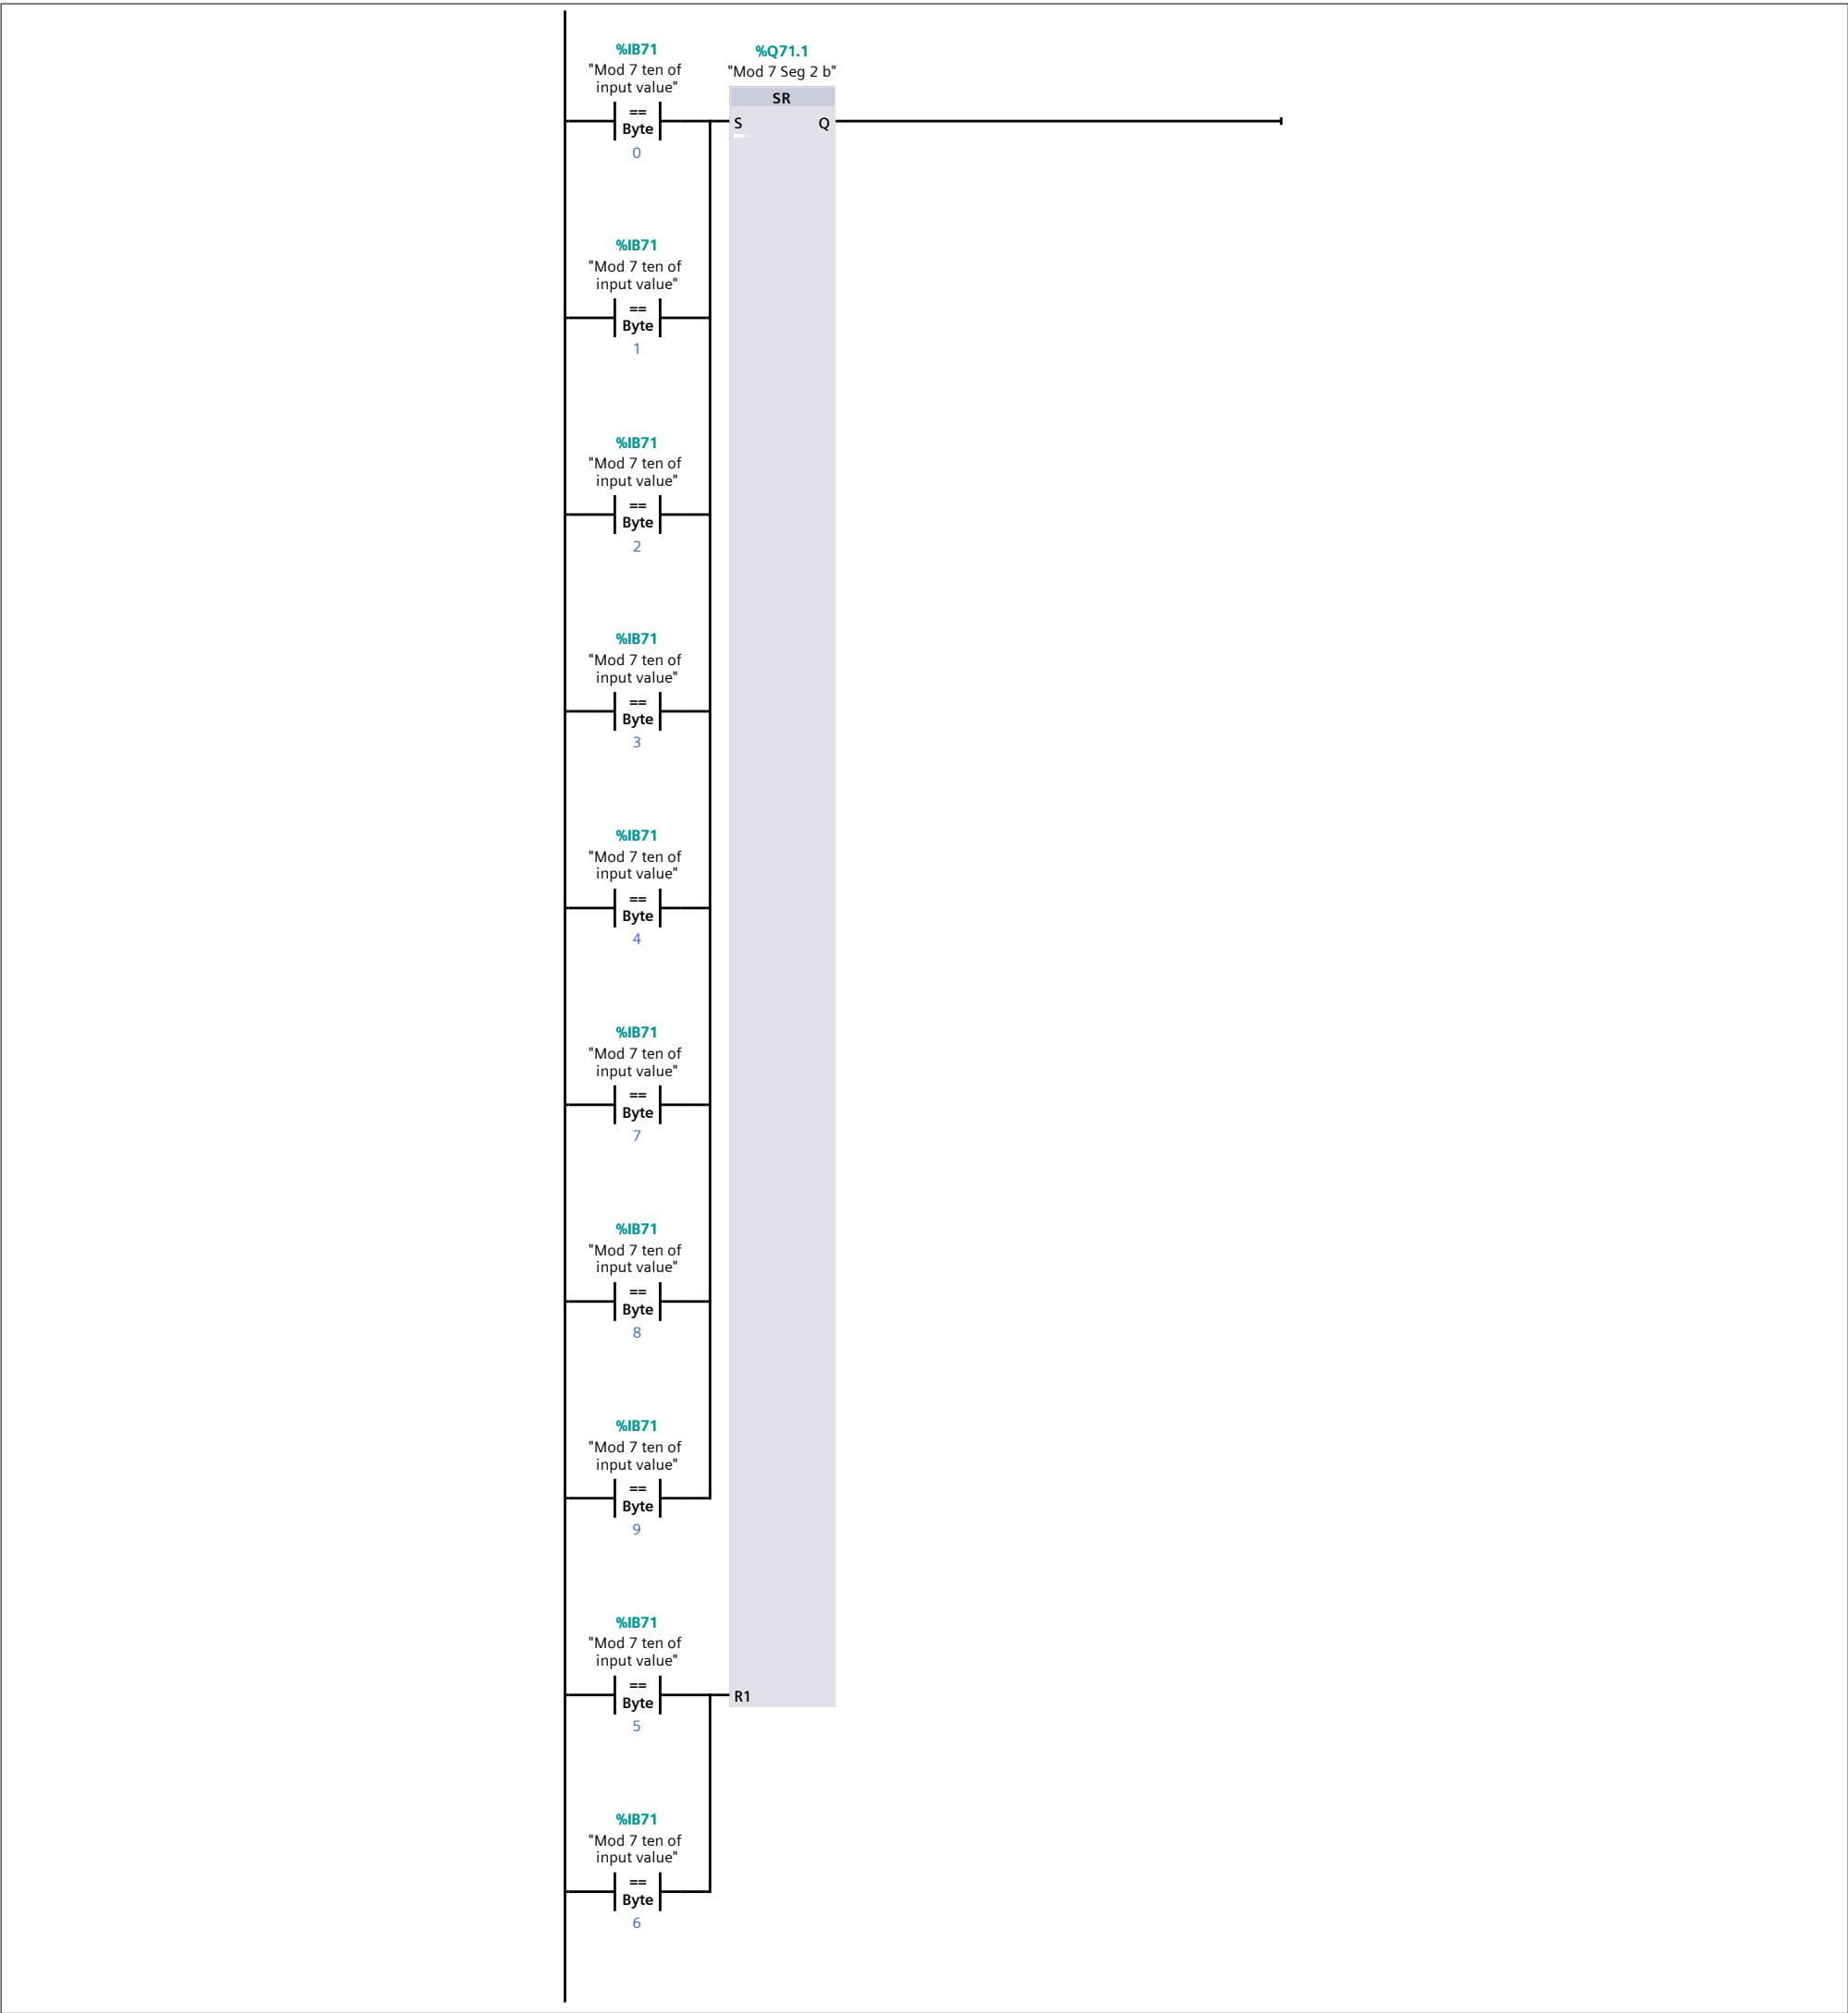 %IB71
"Mod 7 ten of
input value"
==
Byte
0
%Q71.1
"Mod 7 Seg 2 b"
SR
S
Q
%IB71
"Mod 7 ten of
input value"
==
Byte
1
%IB71
"Mod 7 ten of
input value"
==
Byte
2
%IB71
"Mod 7 ten of
input value"
==
Byte
3
%IB71
"Mod 7 ten of
input value"
==
Byte
4
%IB71
"Mod 7 ten of
input value"
==
Byte
7
%IB71
"Mod 7 ten of
input value"
==
Byte
8
%IB71
"Mod 7 ten of
input value"
==
Byte
9
%IB71
"Mod 7 ten of
input value"
==
Byte
5
R1
%IB71
"Mod 7 ten of
input value"
==
Byte
6